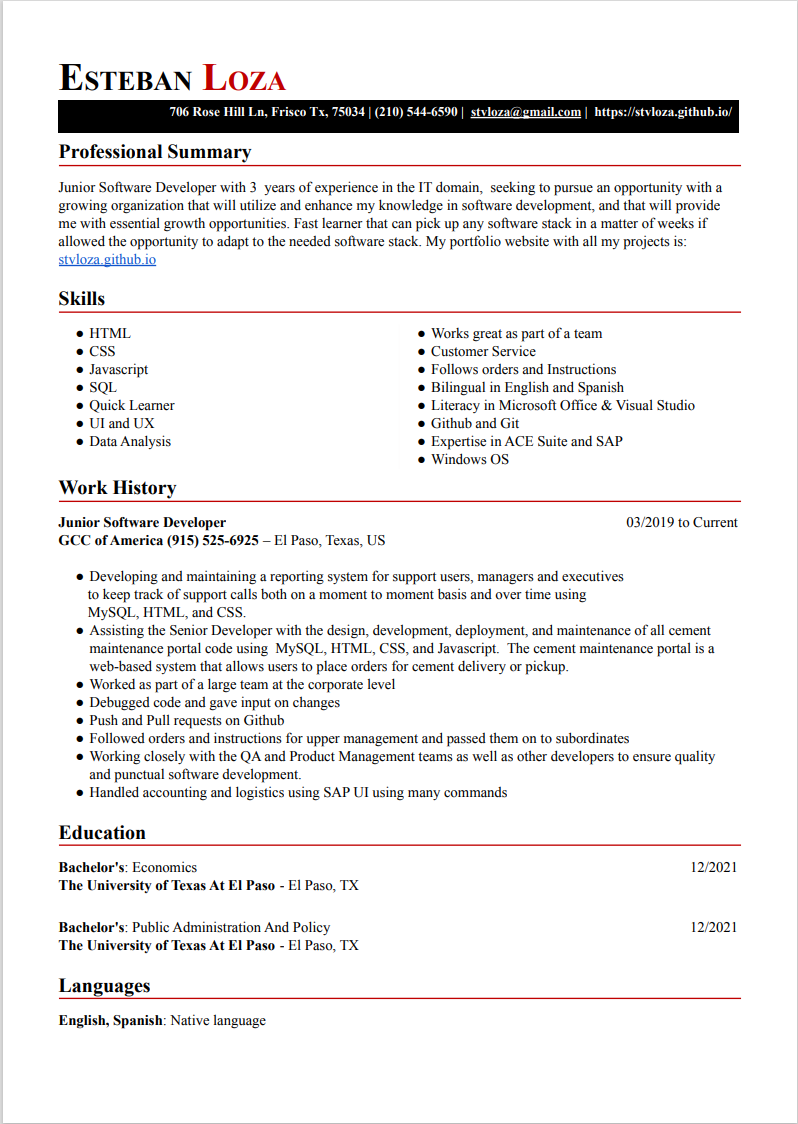 Esteban Loza
706 Rose Hill Ln, Frisco Tx, 75034 | (210) 544-6590 | stvloza@gmail.com | https://stvloza.github.io/
Professional Summary
Junior Software Developer with 3 years of experience in the IT domain, seeking to pursue an opportunity with a
growing organization that will utilize and enhance my knowledge in software development, and that will provide
me with essential growth opportunities. Fast learner that can pick up any software stack in a matter of weeks if
allowed the opportunity to adapt to the needed software stack. My portfolio website with all my projects is:
stvloza.github.io
Skills
● HTML
● CSS
● Javascript
● SQL
● Quick Learner
● UI and UX
● Data Analysis
● Works great as part of a team
● Customer Service
● Follows orders and Instructions
● Bilingual in English and Spanish
● Literacy in Microsoft Office & Visual Studio
● Github and Git
● Expertise in ACE Suite and SAP
● Windows OS
Work History
Junior Software Developer 03/2019 to Current
GCC of America (915) 525-6925 – El Paso, Texas, US
● Developing and maintaining a reporting system for support users, managers and executives
to keep track of support calls both on a moment to moment basis and over time using
MySQL, HTML, and CSS.
● Assisting the Senior Developer with the design, development, deployment, and maintenance of all cement
maintenance portal code using MySQL, HTML, CSS, and Javascript. The cement maintenance portal is a
web-based system that allows users to place orders for cement delivery or pickup.
● Worked as part of a large team at the corporate level
● Debugged code and gave input on changes
● Push and Pull requests on Github
● Followed orders and instructions for upper management and passed them on to subordinates
● Working closely with the QA and Product Management teams as well as other developers to ensure quality
and punctual software development.
● Handled accounting and logistics using SAP UI using many commands
Education
Bachelor's: Economics 12/2021
The University of Texas At El Paso - El Paso, TX
Bachelor's: Public Administration And Policy 12/2021
The University of Texas At El Paso - El Paso, TX
Languages
English, Spanish: Native language